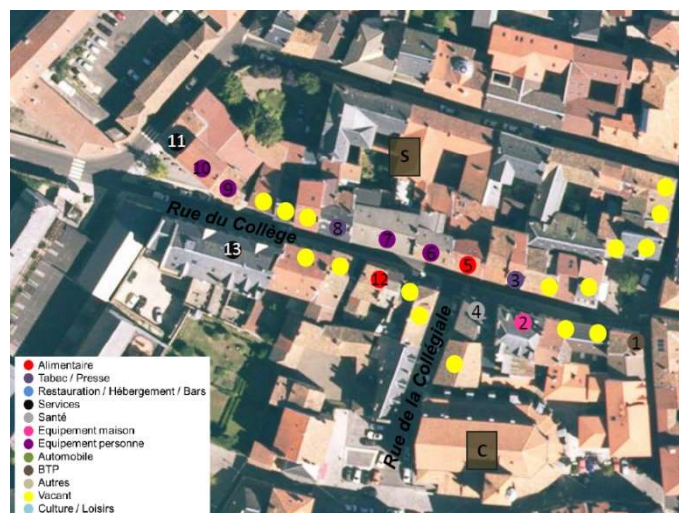 S
11
10
9
Rue du Collège
8
7
6
13
5
12
3
4
2
1
Rue de la Collégiale
C
Alimentaire
Tabac / Presse
Restauration / Hébergement / Bars
Services
Santé
Equipement maison
Equipement personne
Automobile
BTP
Autres
Vacant
Culture / Loisirs